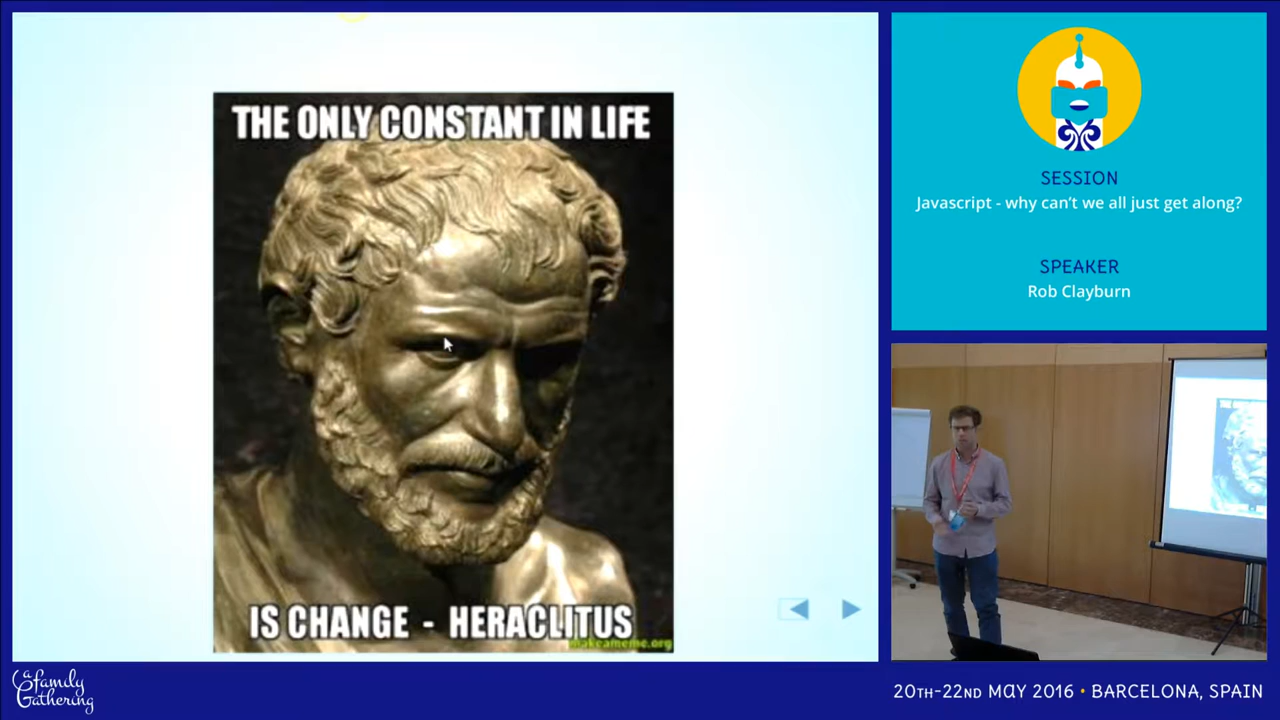 THE ONLY CONSTANT IN LIFE
IS CHANGE - HERACLITUS
makeameme.org
SESSION
Javascript - why can't we all just get along?
SPEAKER
Rob Clayburn
a family
Gathering
20TH-22ND MAY 2016 • BARCELONA, SPAIN